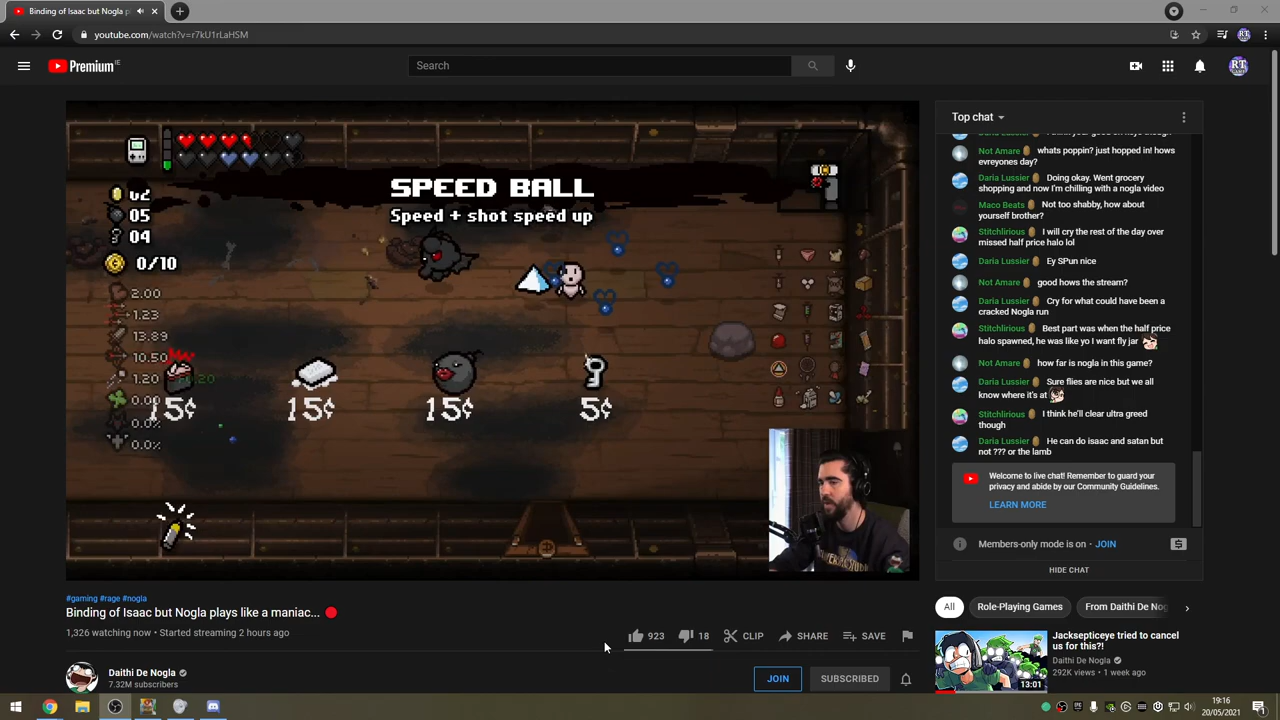 Binding of Isaac but Nogla p
youtube.com/watch?v=r7kU1rLaHSM
RT
Premium IE
Search
RT
SPEED BALL
Speed + shot speed up
05
04
0/10
2.00
1.23
13.89
10.50
1.20
0.00
0.0%
0.0%
15¢
15¢
15¢
5¢
Top chat
Not Amare whats poppin? just hopped in! hows
evreyones day?
Daria Lussier Doing okay. Went grocery
shopping and now I'm chilling with a nogla video
Maco Beats Not too shabby, how about
yourself brother?
Stitchlirious I will cry the rest of the day over
missed half price halo lol
Daria Lussier Ey SPun nice
Not Amare good hows the stream?
Daria Lussier Cry for what could have been a
cracked Nogla run
Stitchlirious Best part was when the half price
halo spawned, he was like yo I want fly jar
Not Amare how far is nogla in this game?
Daria Lussier Sure flies are nice but we all
know where it's at
Stitchlirious I think he'll clear ultra greed
though
Daria Lussier He can do isaac and satan but
not ??? or the lamb
Welcome to live chat! Remember to guard your
privacy and abide by our Community Guidelines.
LEARN MORE
Members-only mode is on - JOIN
HIDE CHAT
#gaming #rage #nogla
Binding of Isaac but Nogla plays like a maniac...
1,326 watching now • Started streaming 2 hours ago
923
18
CLIP
SHARE
SAVE
Daithi De Nogla
7.32M subscribers
JOIN
SUBSCRIBED
All
Role-Playing Games
From Daithi De Nog
Jacksepticeye tried to cancel
us for this?!
Daithi De Nogla
292K views • 1 week ago
13:01
19:16
20/05/2021